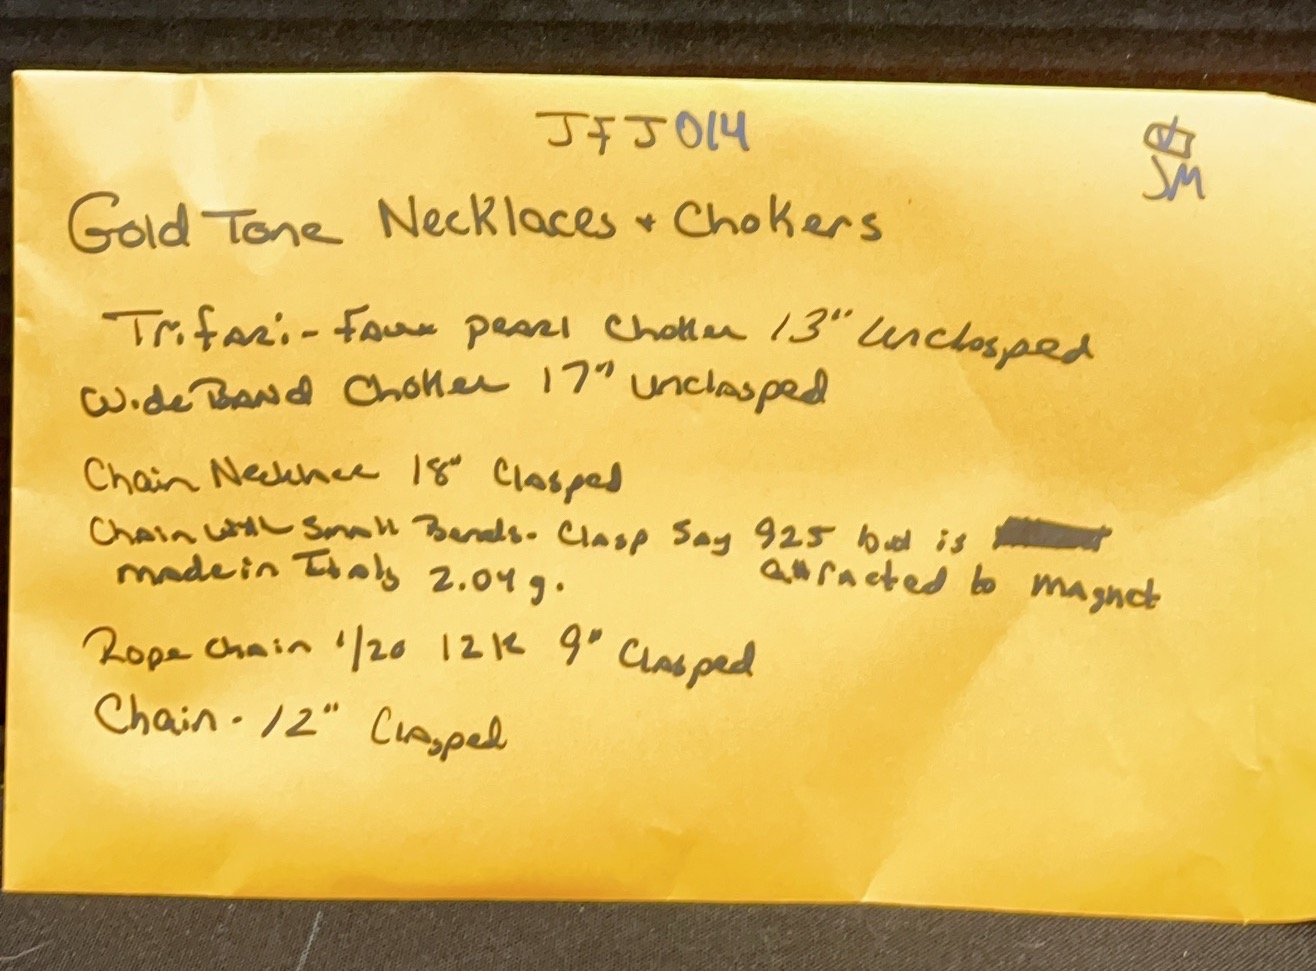 JFJ014
JM
Gold Tone Necklaces + Chokers
Trifari - Faux pearl Choker 13" Unclasped
Wide Band Choker 17" unclasped
Chain Necklace 18" Clasped
Chain with Small Bands - Clasp Say 925 but is
attracted to magnet
made in Italy 2.04 g.
Rope Chain 1/20 12K 9" Clasped
Chain - 12" Clasped